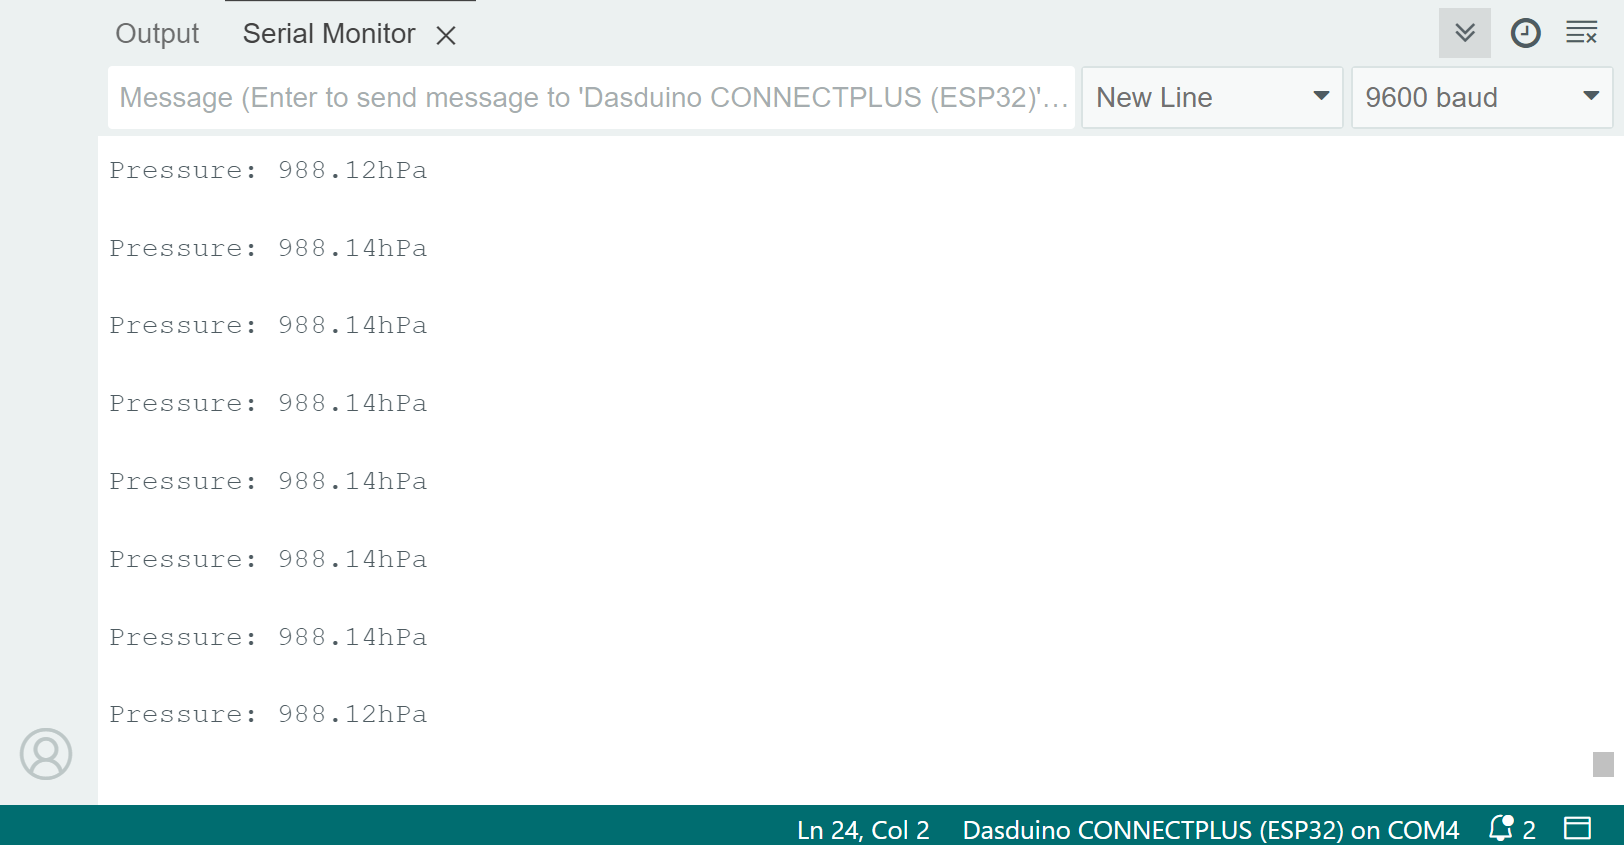 Output Serial Monitor
Message (Enter to send message to 'Dasduino CONNECTPLUS (ESP32)'... New Line 9600 baud
Pressure: 988.12hPa
Pressure: 988.14hPa
Pressure: 988.14hPa
Pressure: 988.14hPa
Pressure: 988.14hPa
Pressure: 988.14hPa
Pressure: 988.14hPa
Pressure: 988.12hPa
Ln 24, Col 2 Dasduino CONNECTPLUS (ESP32) on COM4 2